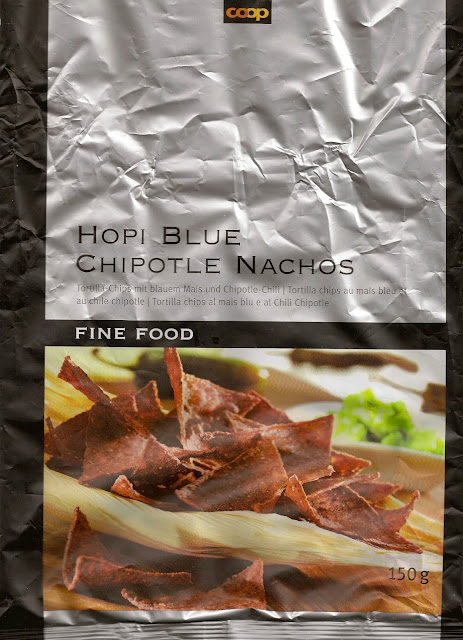 coop
HOPI BLUE
CHIPOTLE NACHOS
Tortilla-Chips mit blauem Mais und Chipotle-Chili | Tortilla chips au maïs bleu et
au chile chipotle | Tortilla chips al mais blu e al Chili Chipotle
FINE FOOD
150 g